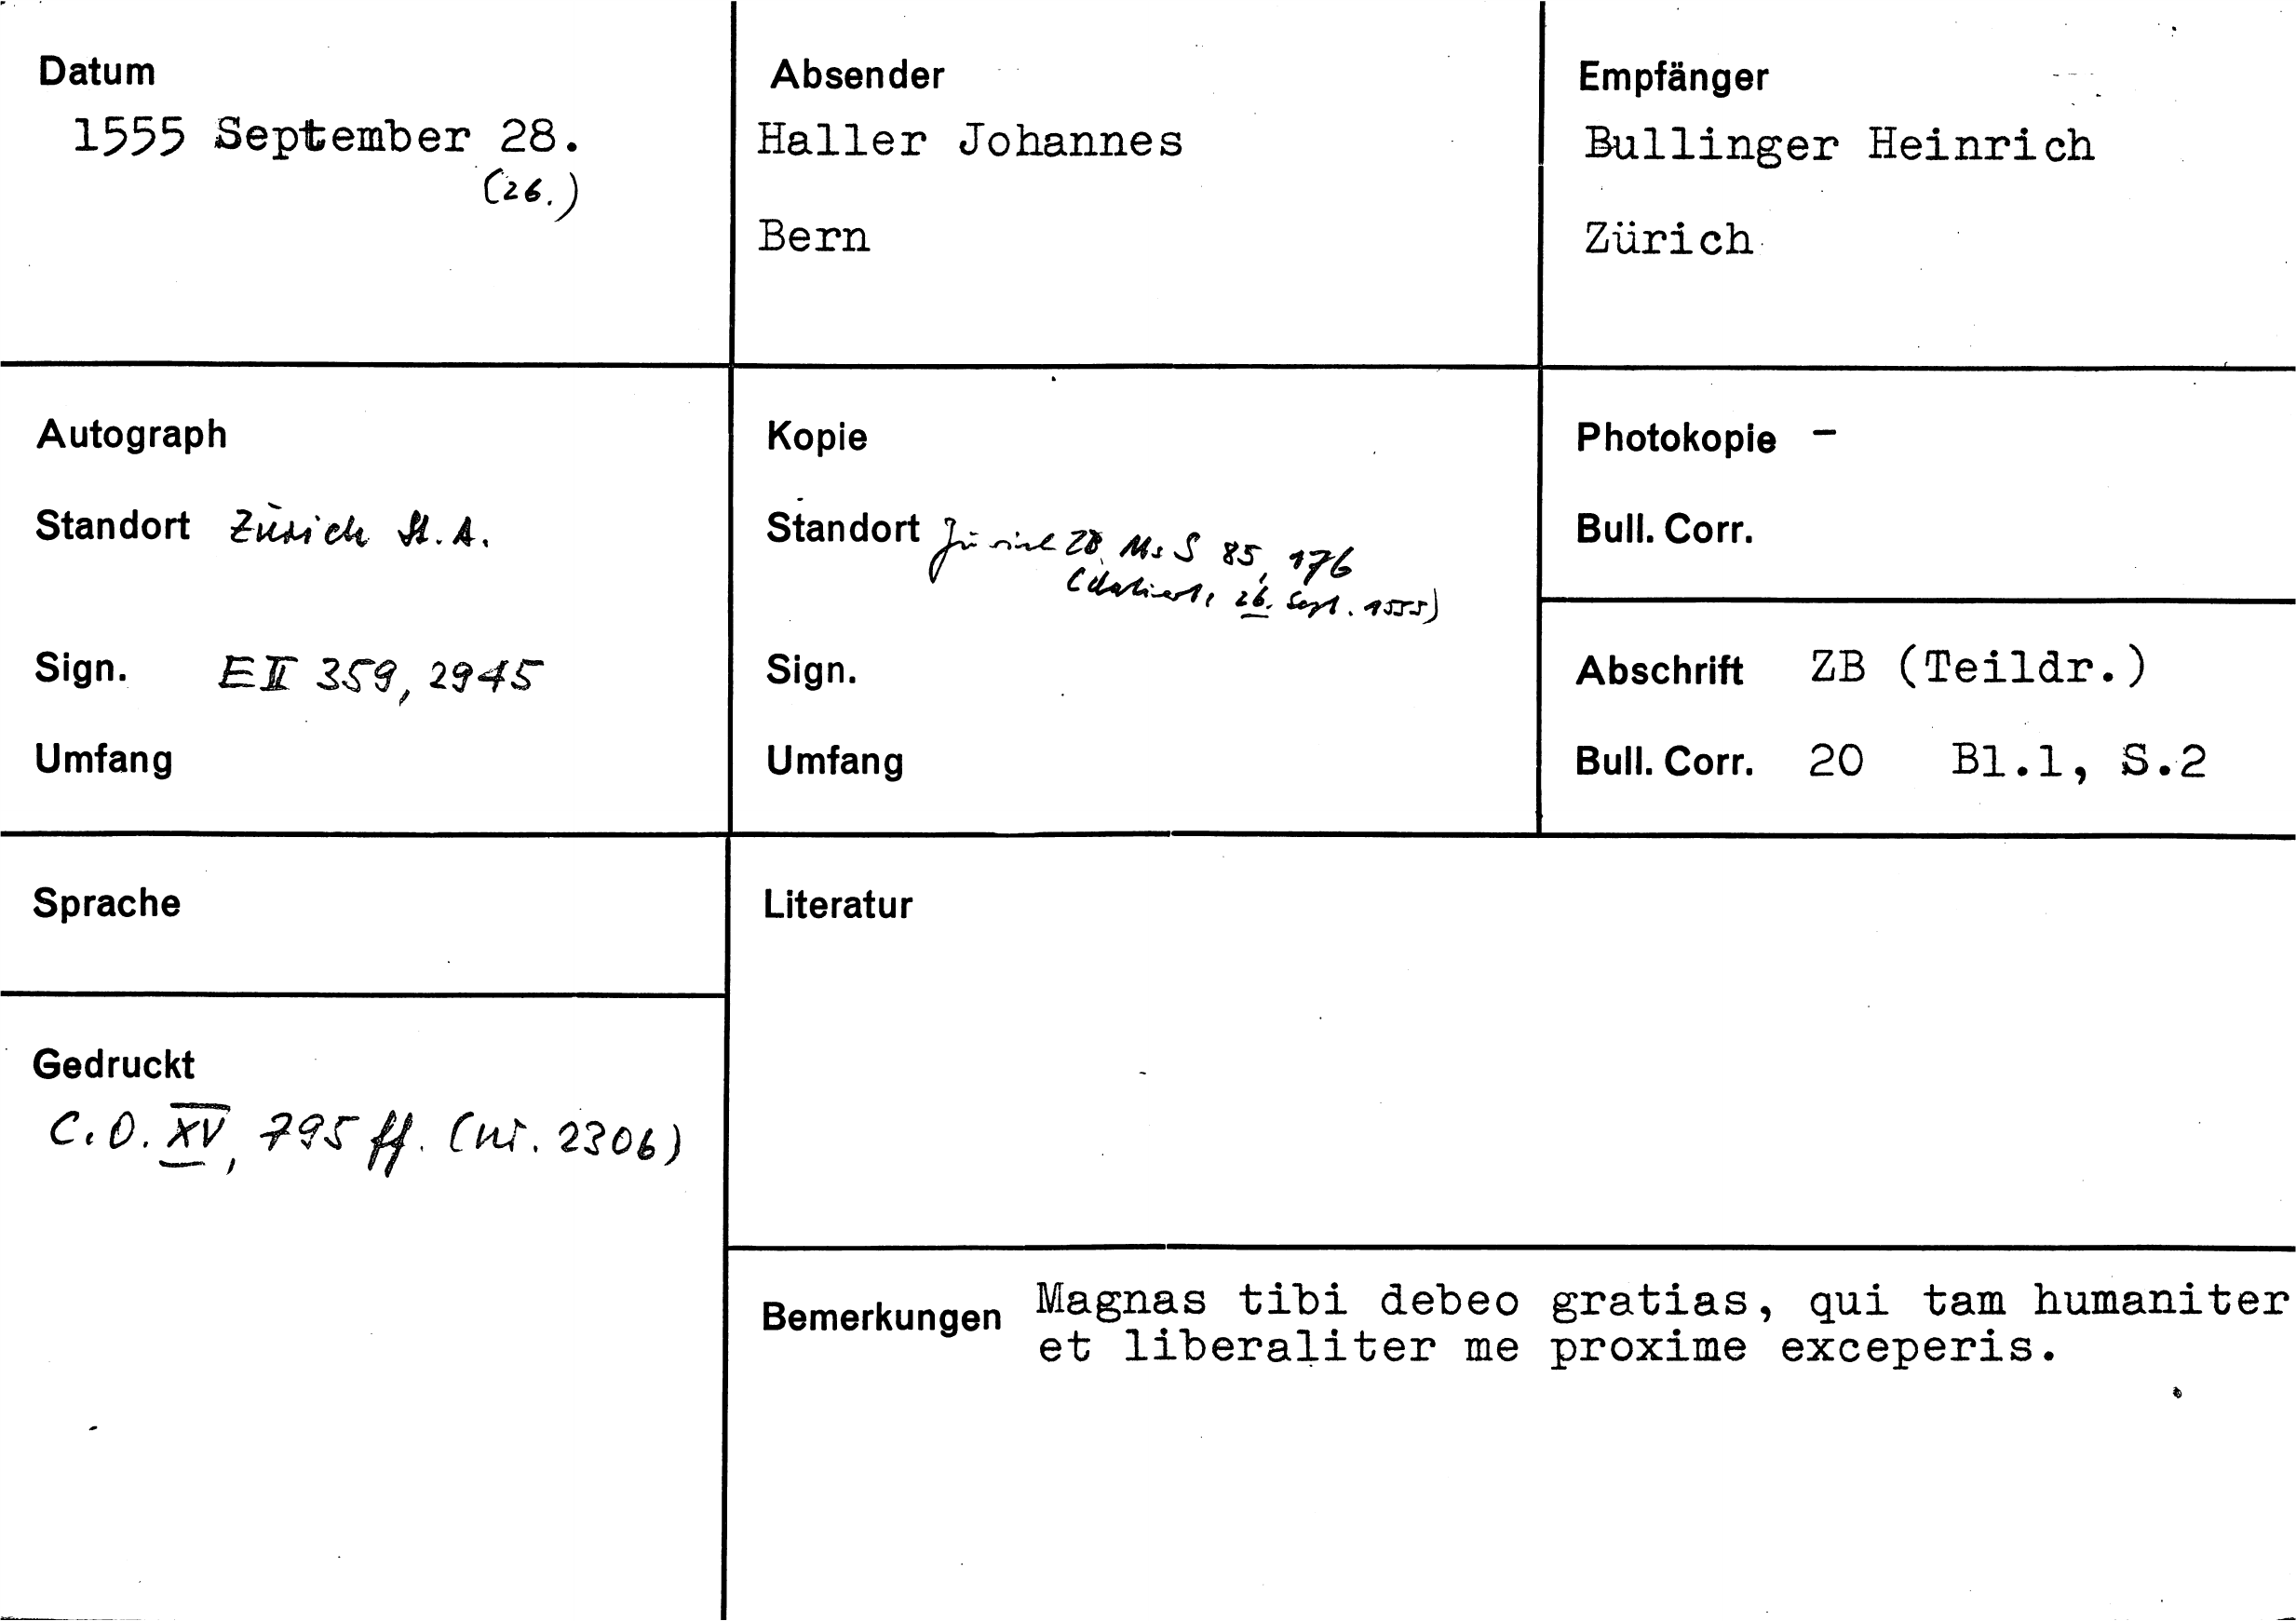 Datum
1555 September 28.
(26.)
Absender
Haller Johannes
Bern
Empfänger
Bullinger Heinrich
Zürich
Autograph
Standort Zürich St. A.
Sign. E II 359, 2945
Umfang
Kopie
Standort Zürich ZB, Ms S 85, 176
(datiert: 26. Sept. 1555)
Sign.
Umfang
Photokopie -
Bull. Corr.
Abschrift ZB (Teildr.)
Bull. Corr. 20 Bl.1, S.2
Sprache
Literatur
Gedruckt
C.O. XV, 795 ff. (Nr. 2306)
Bemerkungen Magnas tibi debeo gratias, qui tam humaniter
et liberaliter me proxime exceperis.